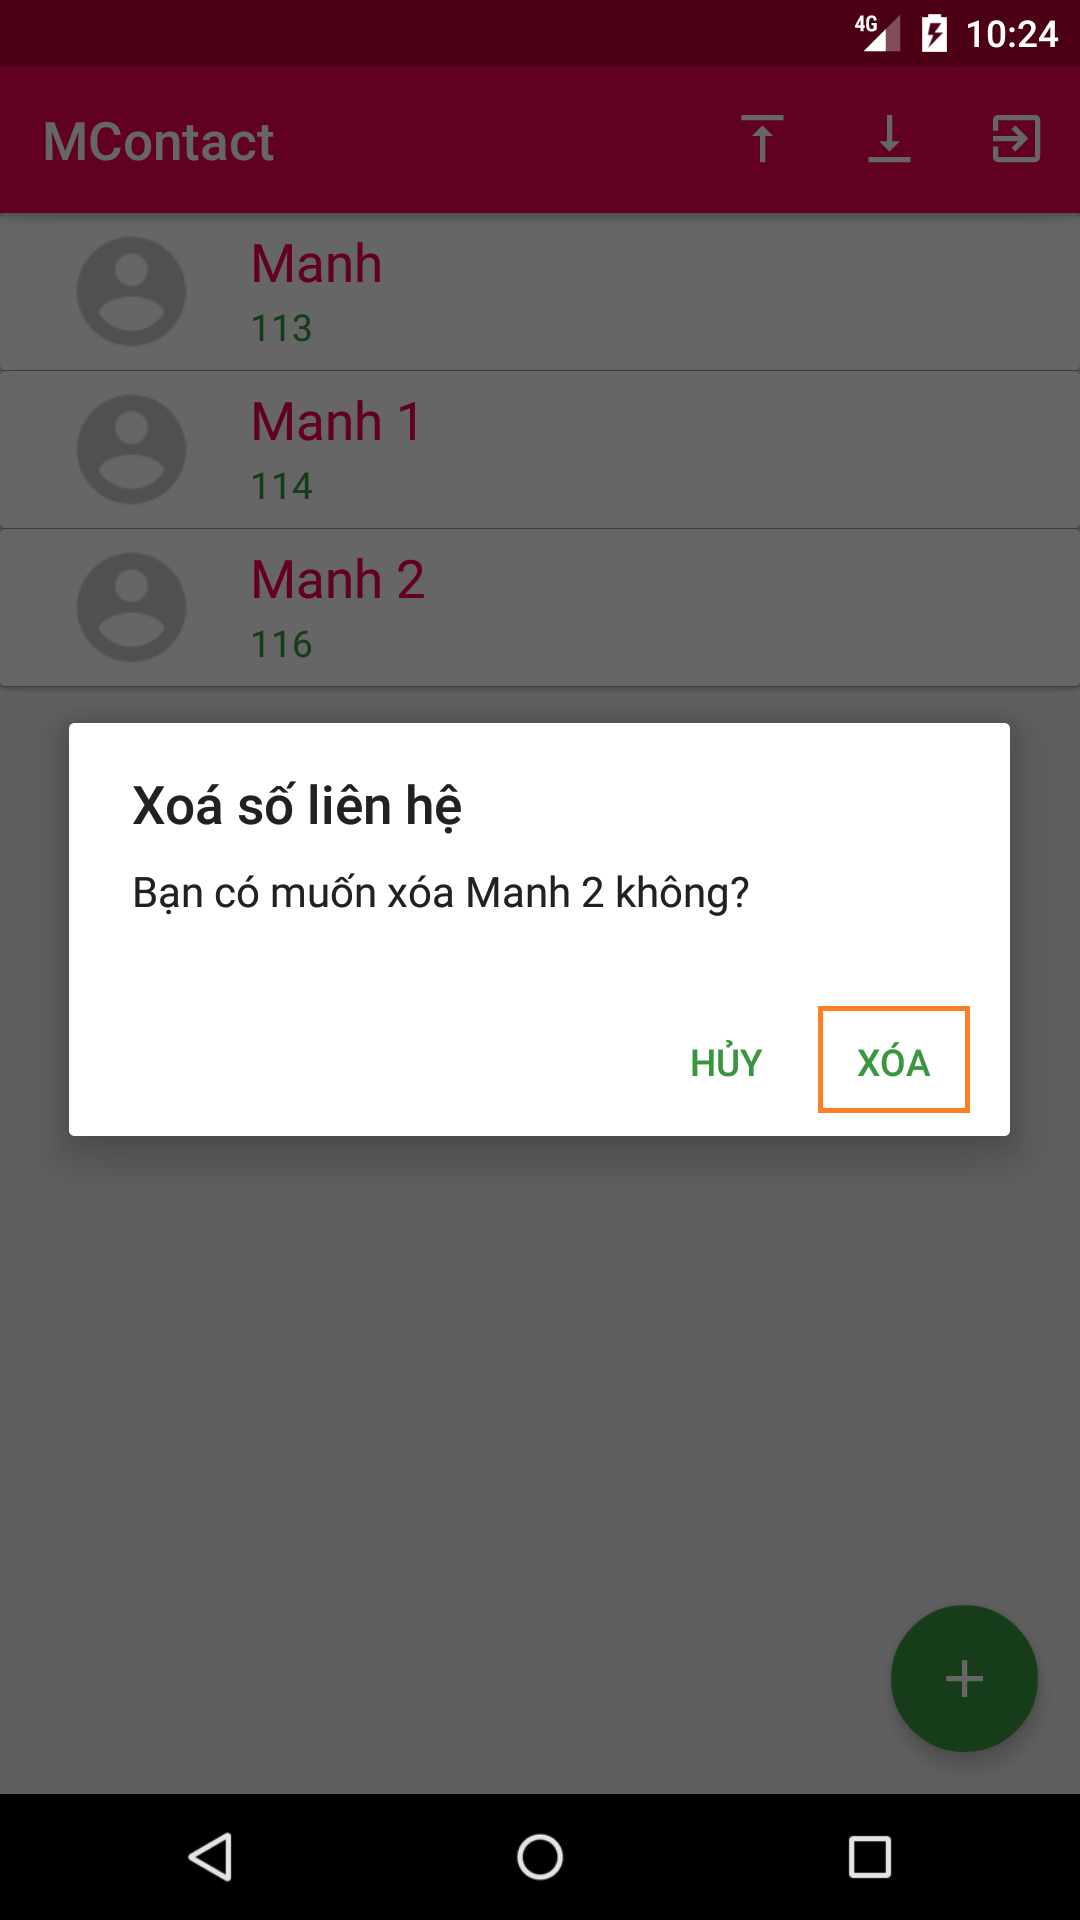 4G 10:24
MContact
Manh
113
Manh 1
114
Manh 2
116
Xoá số liên hệ
Bạn có muốn xóa Manh 2 không?
HỦY XÓA